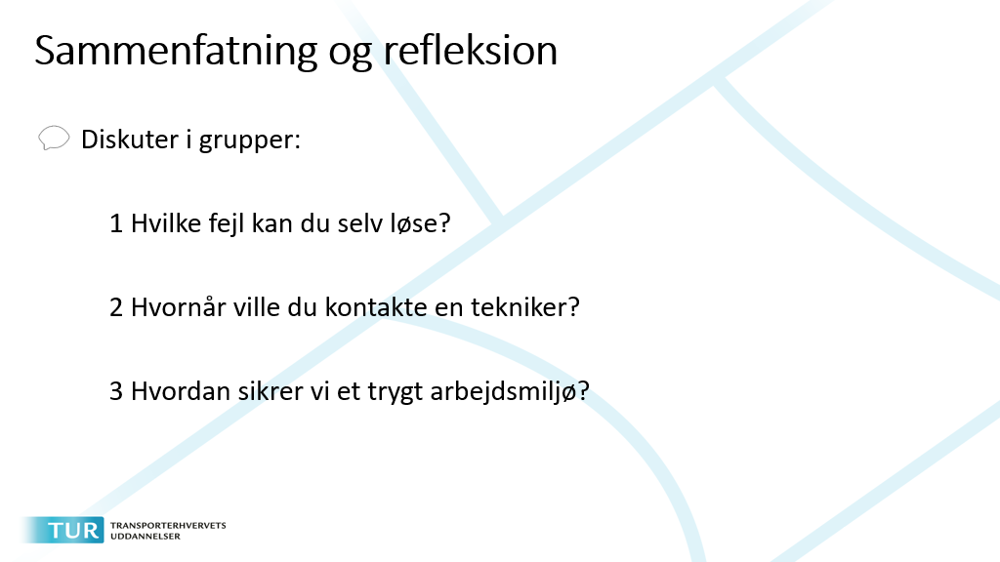 Sammenfatning og refleksion
Diskuter i grupper:
1 Hvilke fejl kan du selv løse?
2 Hvornår ville du kontakte en tekniker?
3 Hvordan sikrer vi et trygt arbejdsmiljø?
TUR TRANSPORTERHVERVETS
UDDANNELSER